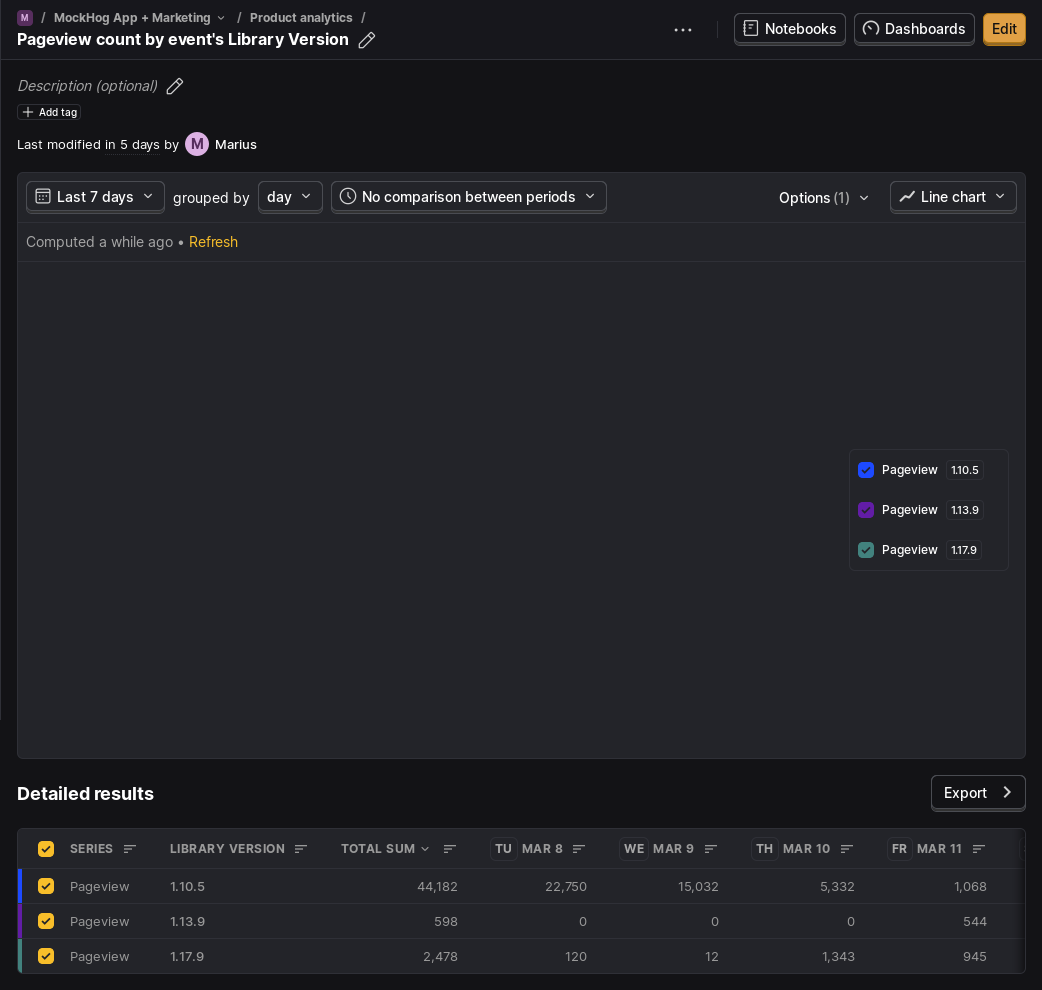 M / MockHog App + Marketing / Product analytics /
Pageview count by event's Library Version
Notebooks
Dashboards
Edit
Description (optional)
Add tag
Last modified in 5 days by M Marius
Last 7 days grouped by day No comparison between periods Options (1) Line chart
Computed a while ago • Refresh
Pageview 1.10.5
Pageview 1.13.9
Pageview 1.17.9
Detailed results
Export
SERIES LIBRARY VERSION TOTAL SUM TU MAR 8 WE MAR 9 TH MAR 10 FR MAR 11
Pageview 1.10.5 44,182 22,750 15,032 5,332 1,068
Pageview 1.13.9 598 0 0 0 544
Pageview 1.17.9 2,478 120 12 1,343 945